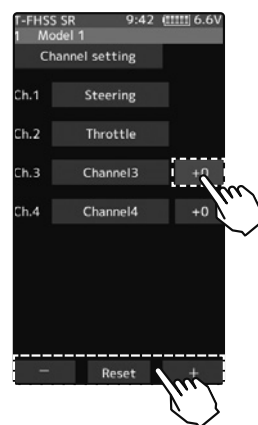 T-FHSS SR 9:42 6.6V
1 Model 1
Channel setting
Ch.1 Steering
Ch.2 Throttle
Ch.3 Channel3 +0
Ch.4 Channel4 +0
− Reset +